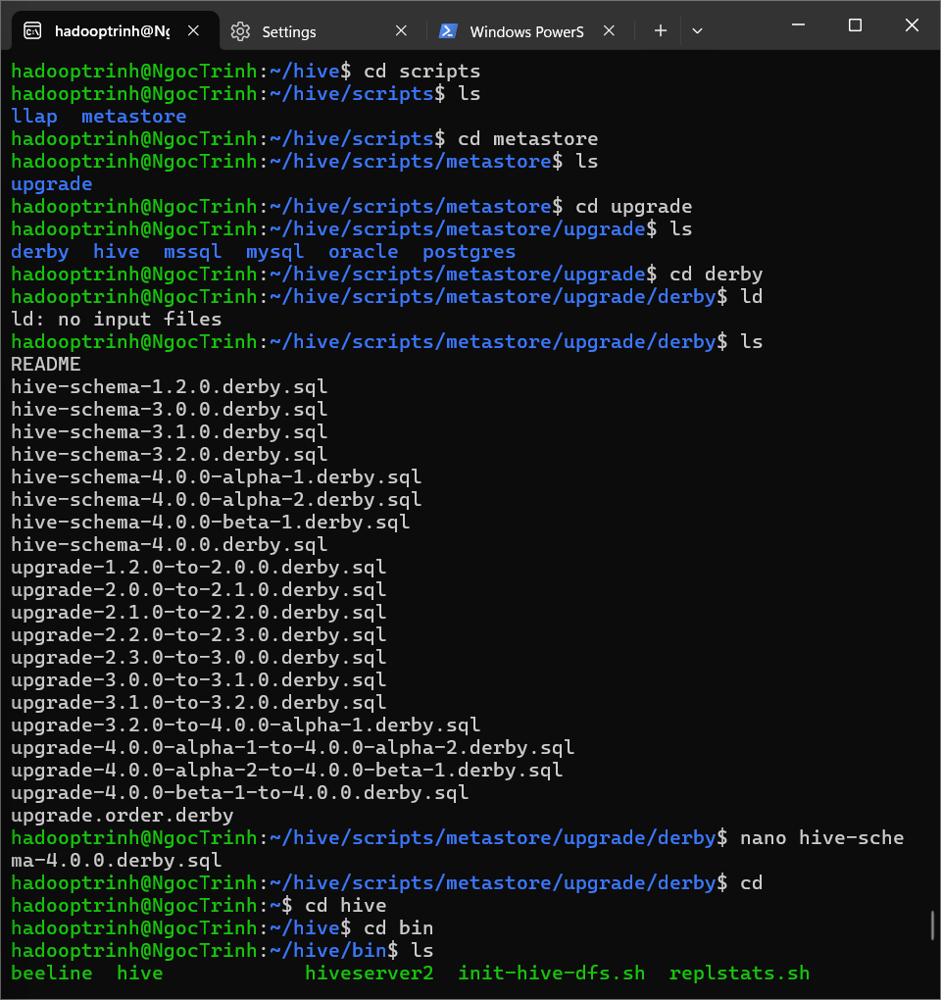 hadooptrinh@Ng
Settings
Windows PowerS
hadooptrinh@NgocTrinh:~/hive$ cd scripts
hadooptrinh@NgocTrinh:~/hive/scripts$ ls
llap  metastore
hadooptrinh@NgocTrinh:~/hive/scripts$ cd metastore
hadooptrinh@NgocTrinh:~/hive/scripts/metastore$ ls
upgrade
hadooptrinh@NgocTrinh:~/hive/scripts/metastore$ cd upgrade
hadooptrinh@NgocTrinh:~/hive/scripts/metastore/upgrade$ ls
derby  hive  mssql  mysql  oracle  postgres
hadooptrinh@NgocTrinh:~/hive/scripts/metastore/upgrade$ cd derby
hadooptrinh@NgocTrinh:~/hive/scripts/metastore/upgrade/derby$ ld
ld: no input files
hadooptrinh@NgocTrinh:~/hive/scripts/metastore/upgrade/derby$ ls
README
hive-schema-1.2.0.derby.sql
hive-schema-3.0.0.derby.sql
hive-schema-3.1.0.derby.sql
hive-schema-3.2.0.derby.sql
hive-schema-4.0.0-alpha-1.derby.sql
hive-schema-4.0.0-alpha-2.derby.sql
hive-schema-4.0.0-beta-1.derby.sql
hive-schema-4.0.0.derby.sql
upgrade-1.2.0-to-2.0.0.derby.sql
upgrade-2.0.0-to-2.1.0.derby.sql
upgrade-2.1.0-to-2.2.0.derby.sql
upgrade-2.2.0-to-2.3.0.derby.sql
upgrade-2.3.0-to-3.0.0.derby.sql
upgrade-3.0.0-to-3.1.0.derby.sql
upgrade-3.1.0-to-3.2.0.derby.sql
upgrade-3.2.0-to-4.0.0-alpha-1.derby.sql
upgrade-4.0.0-alpha-1-to-4.0.0-alpha-2.derby.sql
upgrade-4.0.0-alpha-2-to-4.0.0-beta-1.derby.sql
upgrade-4.0.0-beta-1-to-4.0.0.derby.sql
upgrade.order.derby
hadooptrinh@NgocTrinh:~/hive/scripts/metastore/upgrade/derby$ nano hive-sche
ma-4.0.0.derby.sql
hadooptrinh@NgocTrinh:~/hive/scripts/metastore/upgrade/derby$ cd
hadooptrinh@NgocTrinh:~$ cd hive
hadooptrinh@NgocTrinh:~/hive$ cd bin
hadooptrinh@NgocTrinh:~/hive/bin$ ls
beeline  hive            hiveserver2  init-hive-dfs.sh  replstats.sh